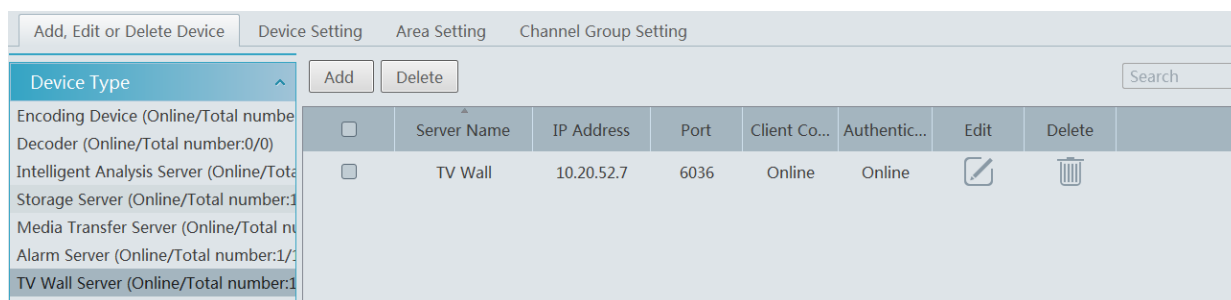 Add, Edit or Delete Device Device Setting Area Setting Channel Group Setting
Device Type
Add Delete Search
Encoding Device (Online/Total numbe
Decoder (Online/Total number:0/0)
Intelligent Analysis Server (Online/Tota
Storage Server (Online/Total number:1
Media Transfer Server (Online/Total nu
Alarm Server (Online/Total number:1/1
TV Wall Server (Online/Total number:1
Server Name IP Address Port Client Co... Authentic... Edit Delete
TV Wall 10.20.52.7 6036 Online Online